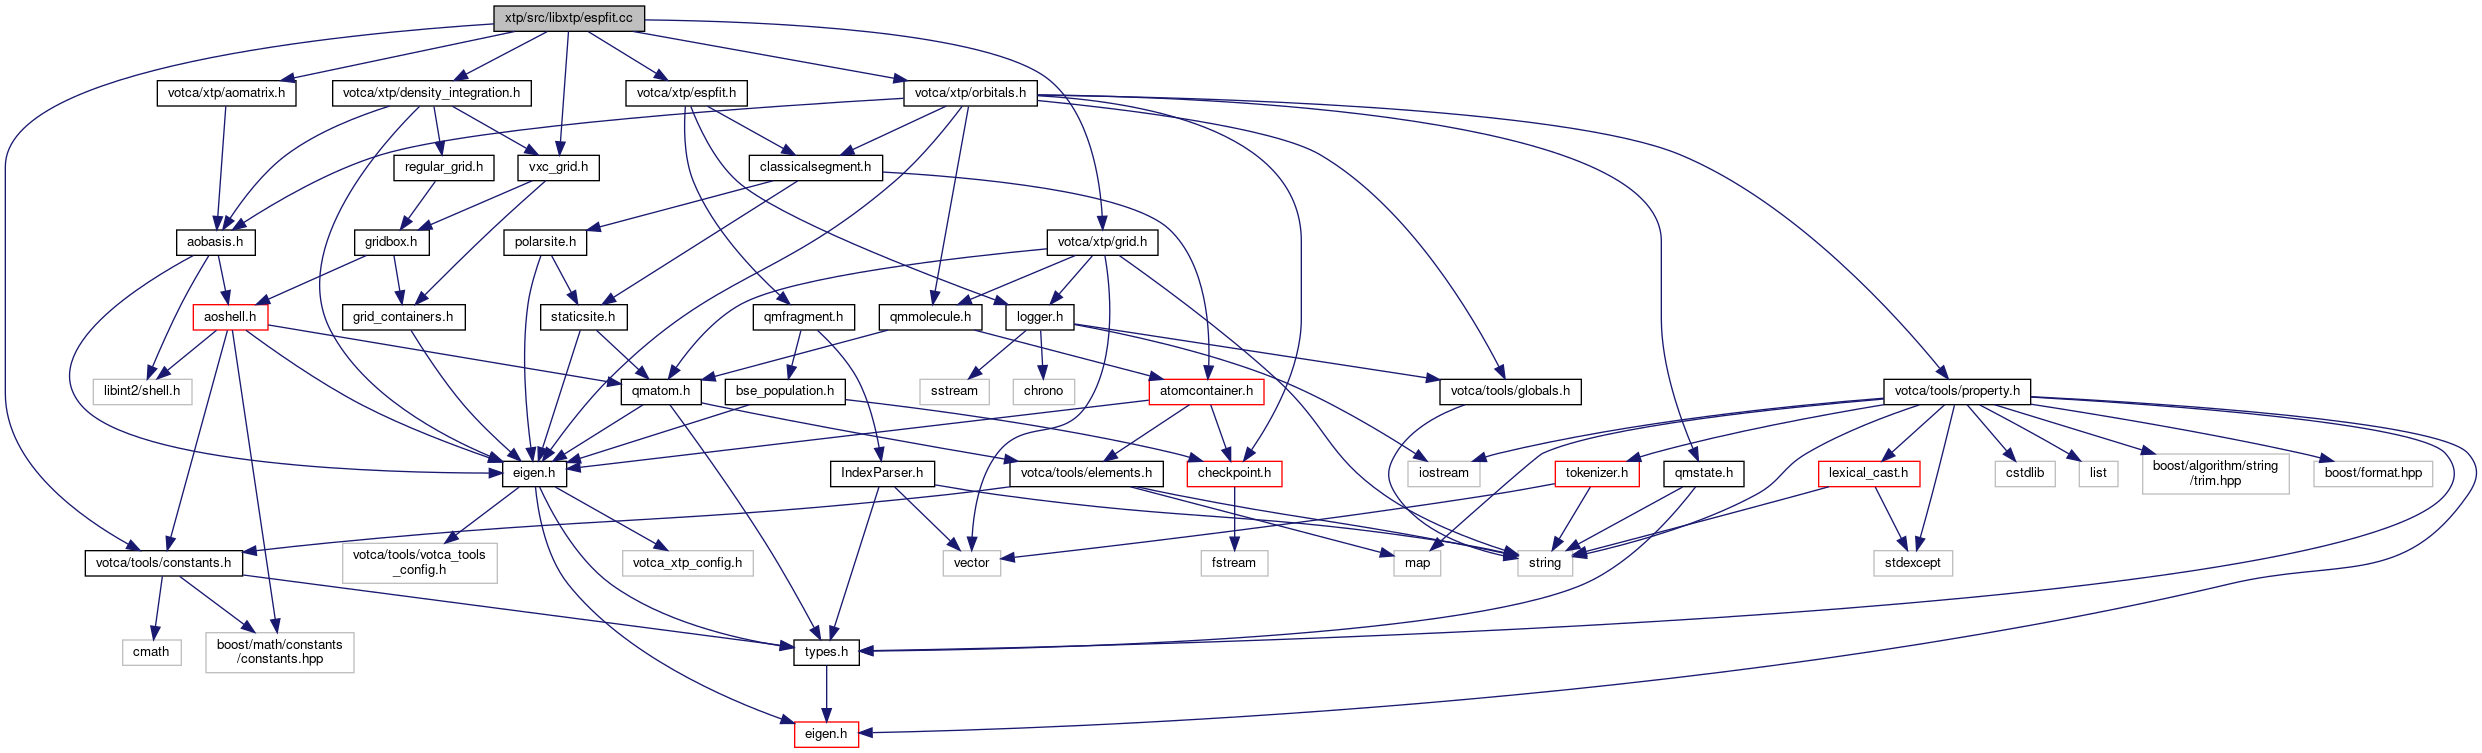 xtp/src/libxtp/espfit.cc
votca/xtp/aomatrix.h
votca/xtp/density_integration.h
votca/xtp/espfit.h
votca/xtp/orbitals.h
regular_grid.h
vxc_grid.h
classicalsegment.h
aobasis.h
gridbox.h
polarsite.h
votca/xtp/grid.h
aoshell.h
grid_containers.h
staticsite.h
qmfragment.h
qmmolecule.h
logger.h
libint2/shell.h
qmatom.h
bse_population.h
sstream
chrono
atomcontainer.h
votca/tools/globals.h
votca/tools/property.h
eigen.h
IndexParser.h
votca/tools/elements.h
checkpoint.h
iostream
tokenizer.h
qmstate.h
lexical_cast.h
cstdlib
list
boost/algorithm/string
/trim.hpp
boost/format.hpp
votca/tools/constants.h
votca/tools/votca_tools
_config.h
votca_xtp_config.h
vector
fstream
map
string
stdexcept
cmath
boost/math/constants
/constants.hpp
types.h
eigen.h